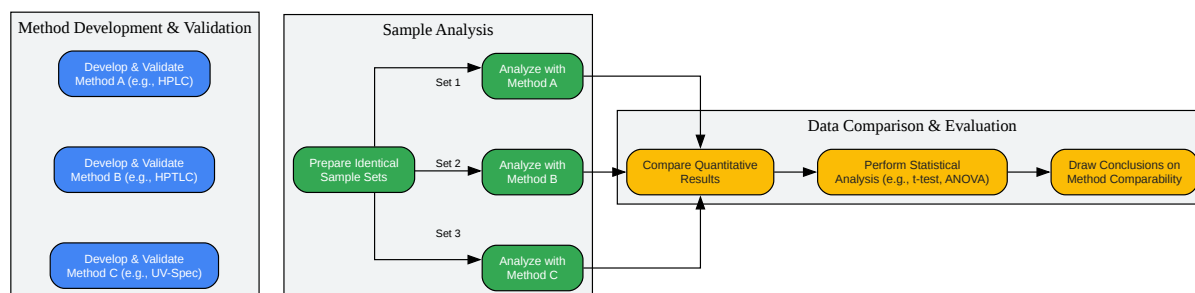 Method Development & Validation
Develop & Validate
Method A (e.g., HPLC)
Develop & Validate
Method B (e.g., HPTLC)
Develop & Validate
Method C (e.g., UV-Spec)
Sample Analysis
Prepare Identical
Sample Sets
Set 1
Set 2
Set 3
Analyze with
Method A
Analyze with
Method B
Analyze with
Method C
Data Comparison & Evaluation
Compare Quantitative
Results
Perform Statistical
Analysis (e.g., t-test, ANOVA)
Draw Conclusions on
Method Comparability